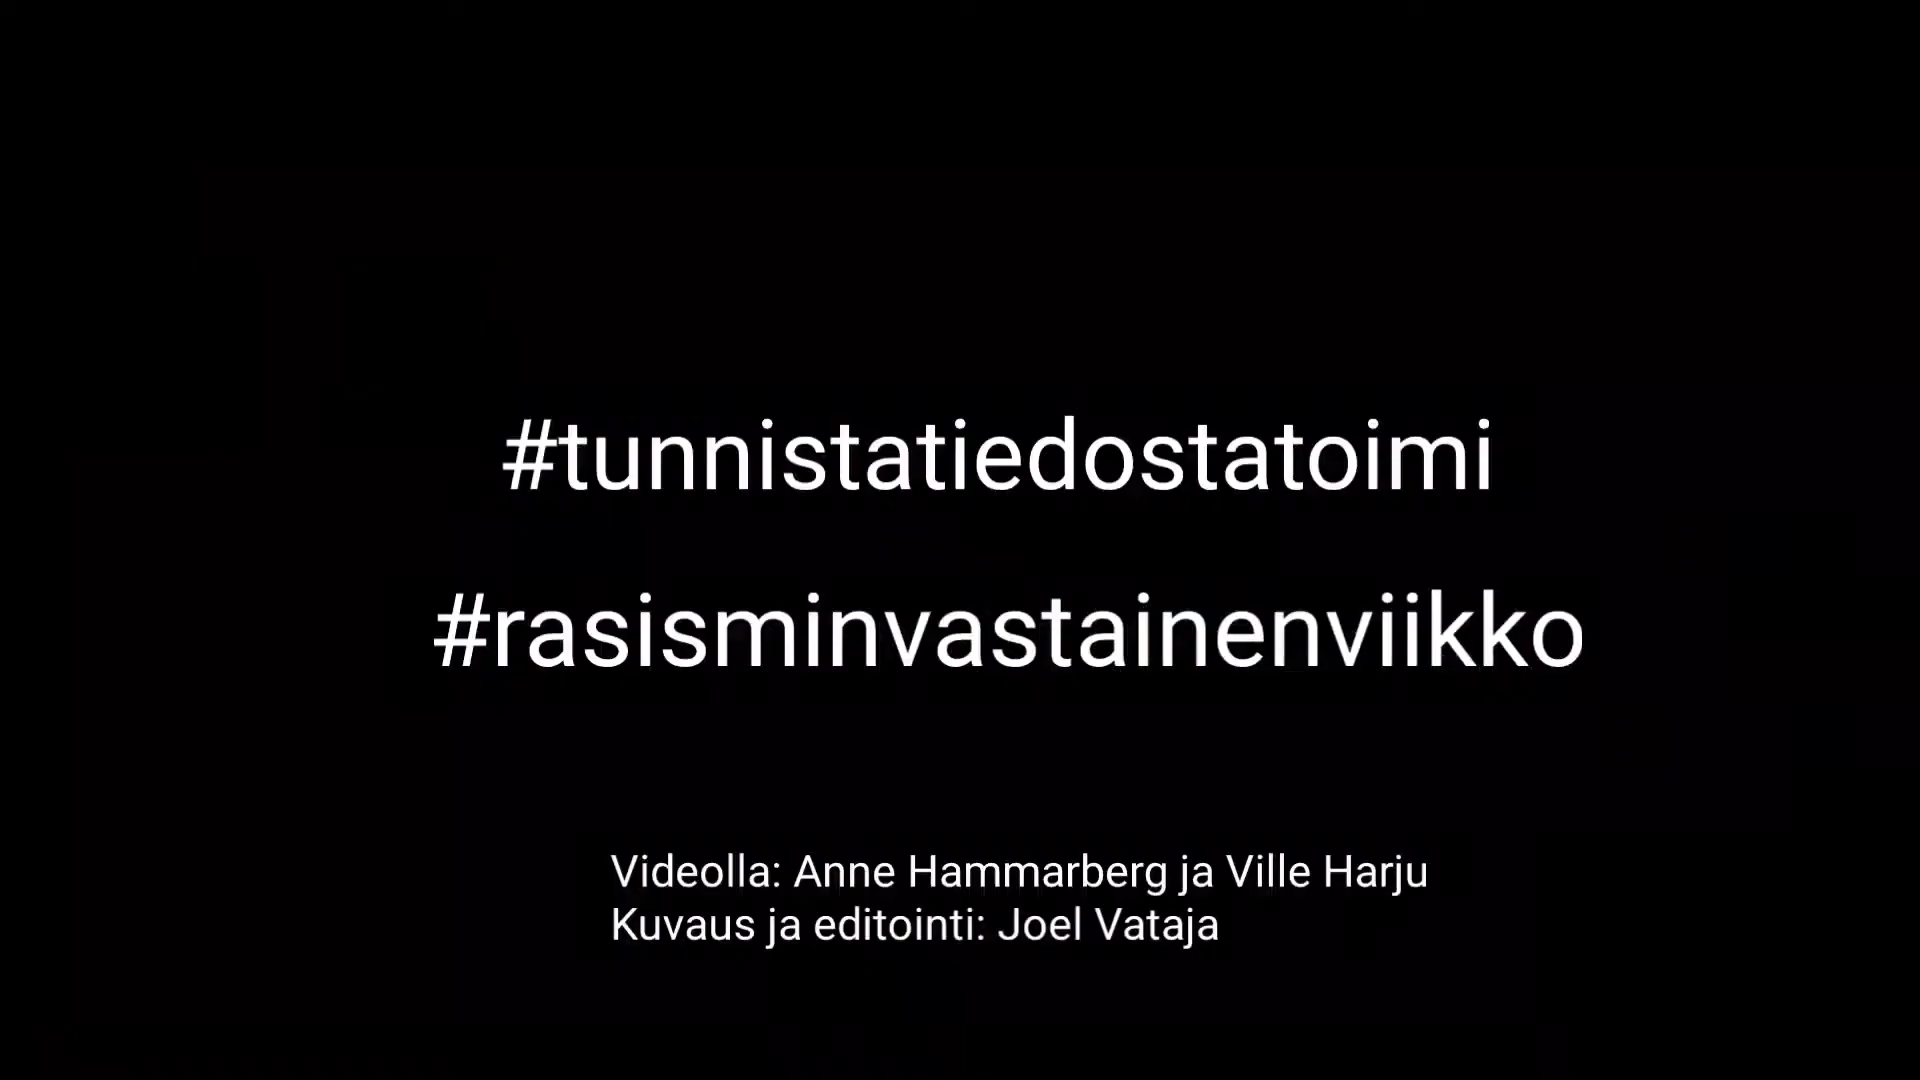 #tunnistatiedostatoimi
#rasisminvastainenviikko
Videolla: Anne Hammarberg ja Ville Harju
Kuvaus ja editointi: Joel Vataja